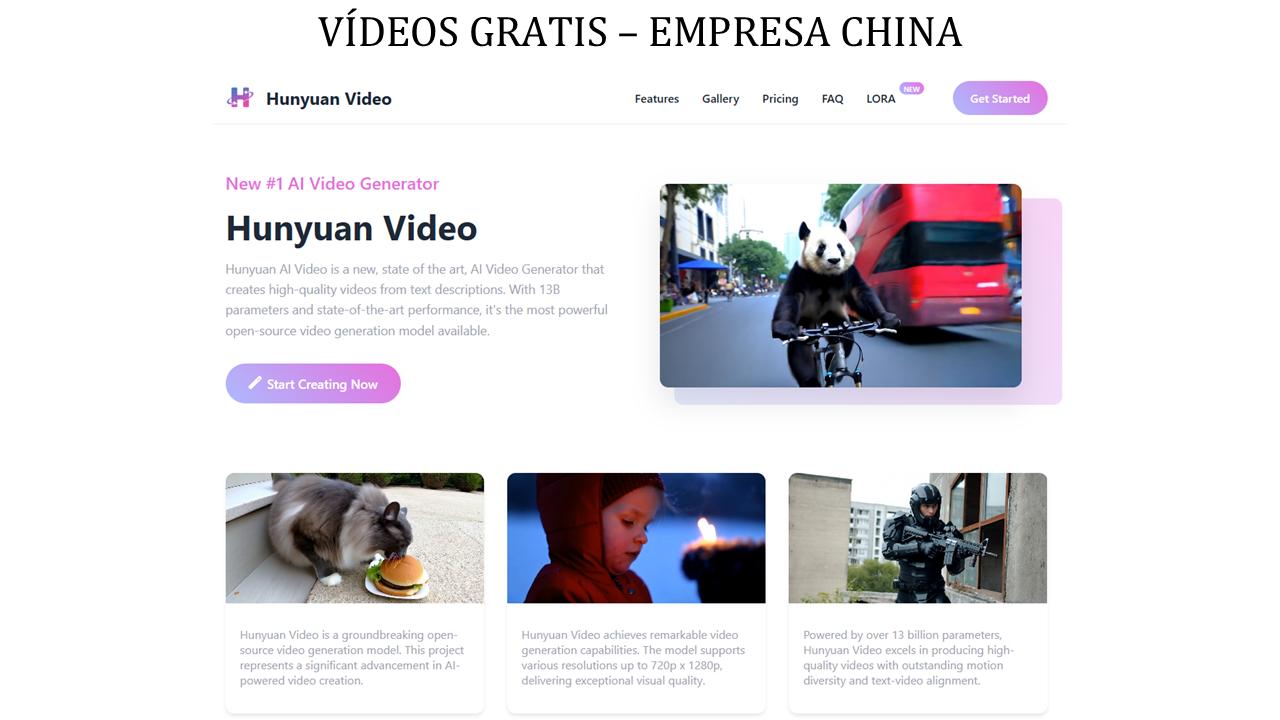 VÍDEOS GRATIS – EMPRESA CHINA
Hunyuan Video
Features
Gallery
Pricing
FAQ
LORA
NEW
Get Started
New #1 AI Video Generator
Hunyuan Video
Hunyuan AI Video is a new, state of the art, AI Video Generator that
creates high-quality videos from text descriptions. With 13B
parameters and state-of-the-art performance, it's the most powerful
open-source video generation model available.
Start Creating Now
Hunyuan Video is a groundbreaking open-
source video generation model. This project
represents a significant advancement in AI-
powered video creation.
Hunyuan Video achieves remarkable video
generation capabilities. The model supports
various resolutions up to 720p x 1280p,
delivering exceptional visual quality.
Powered by over 13 billion parameters,
Hunyuan Video excels in producing high-
quality videos with outstanding motion
diversity and text-video alignment.